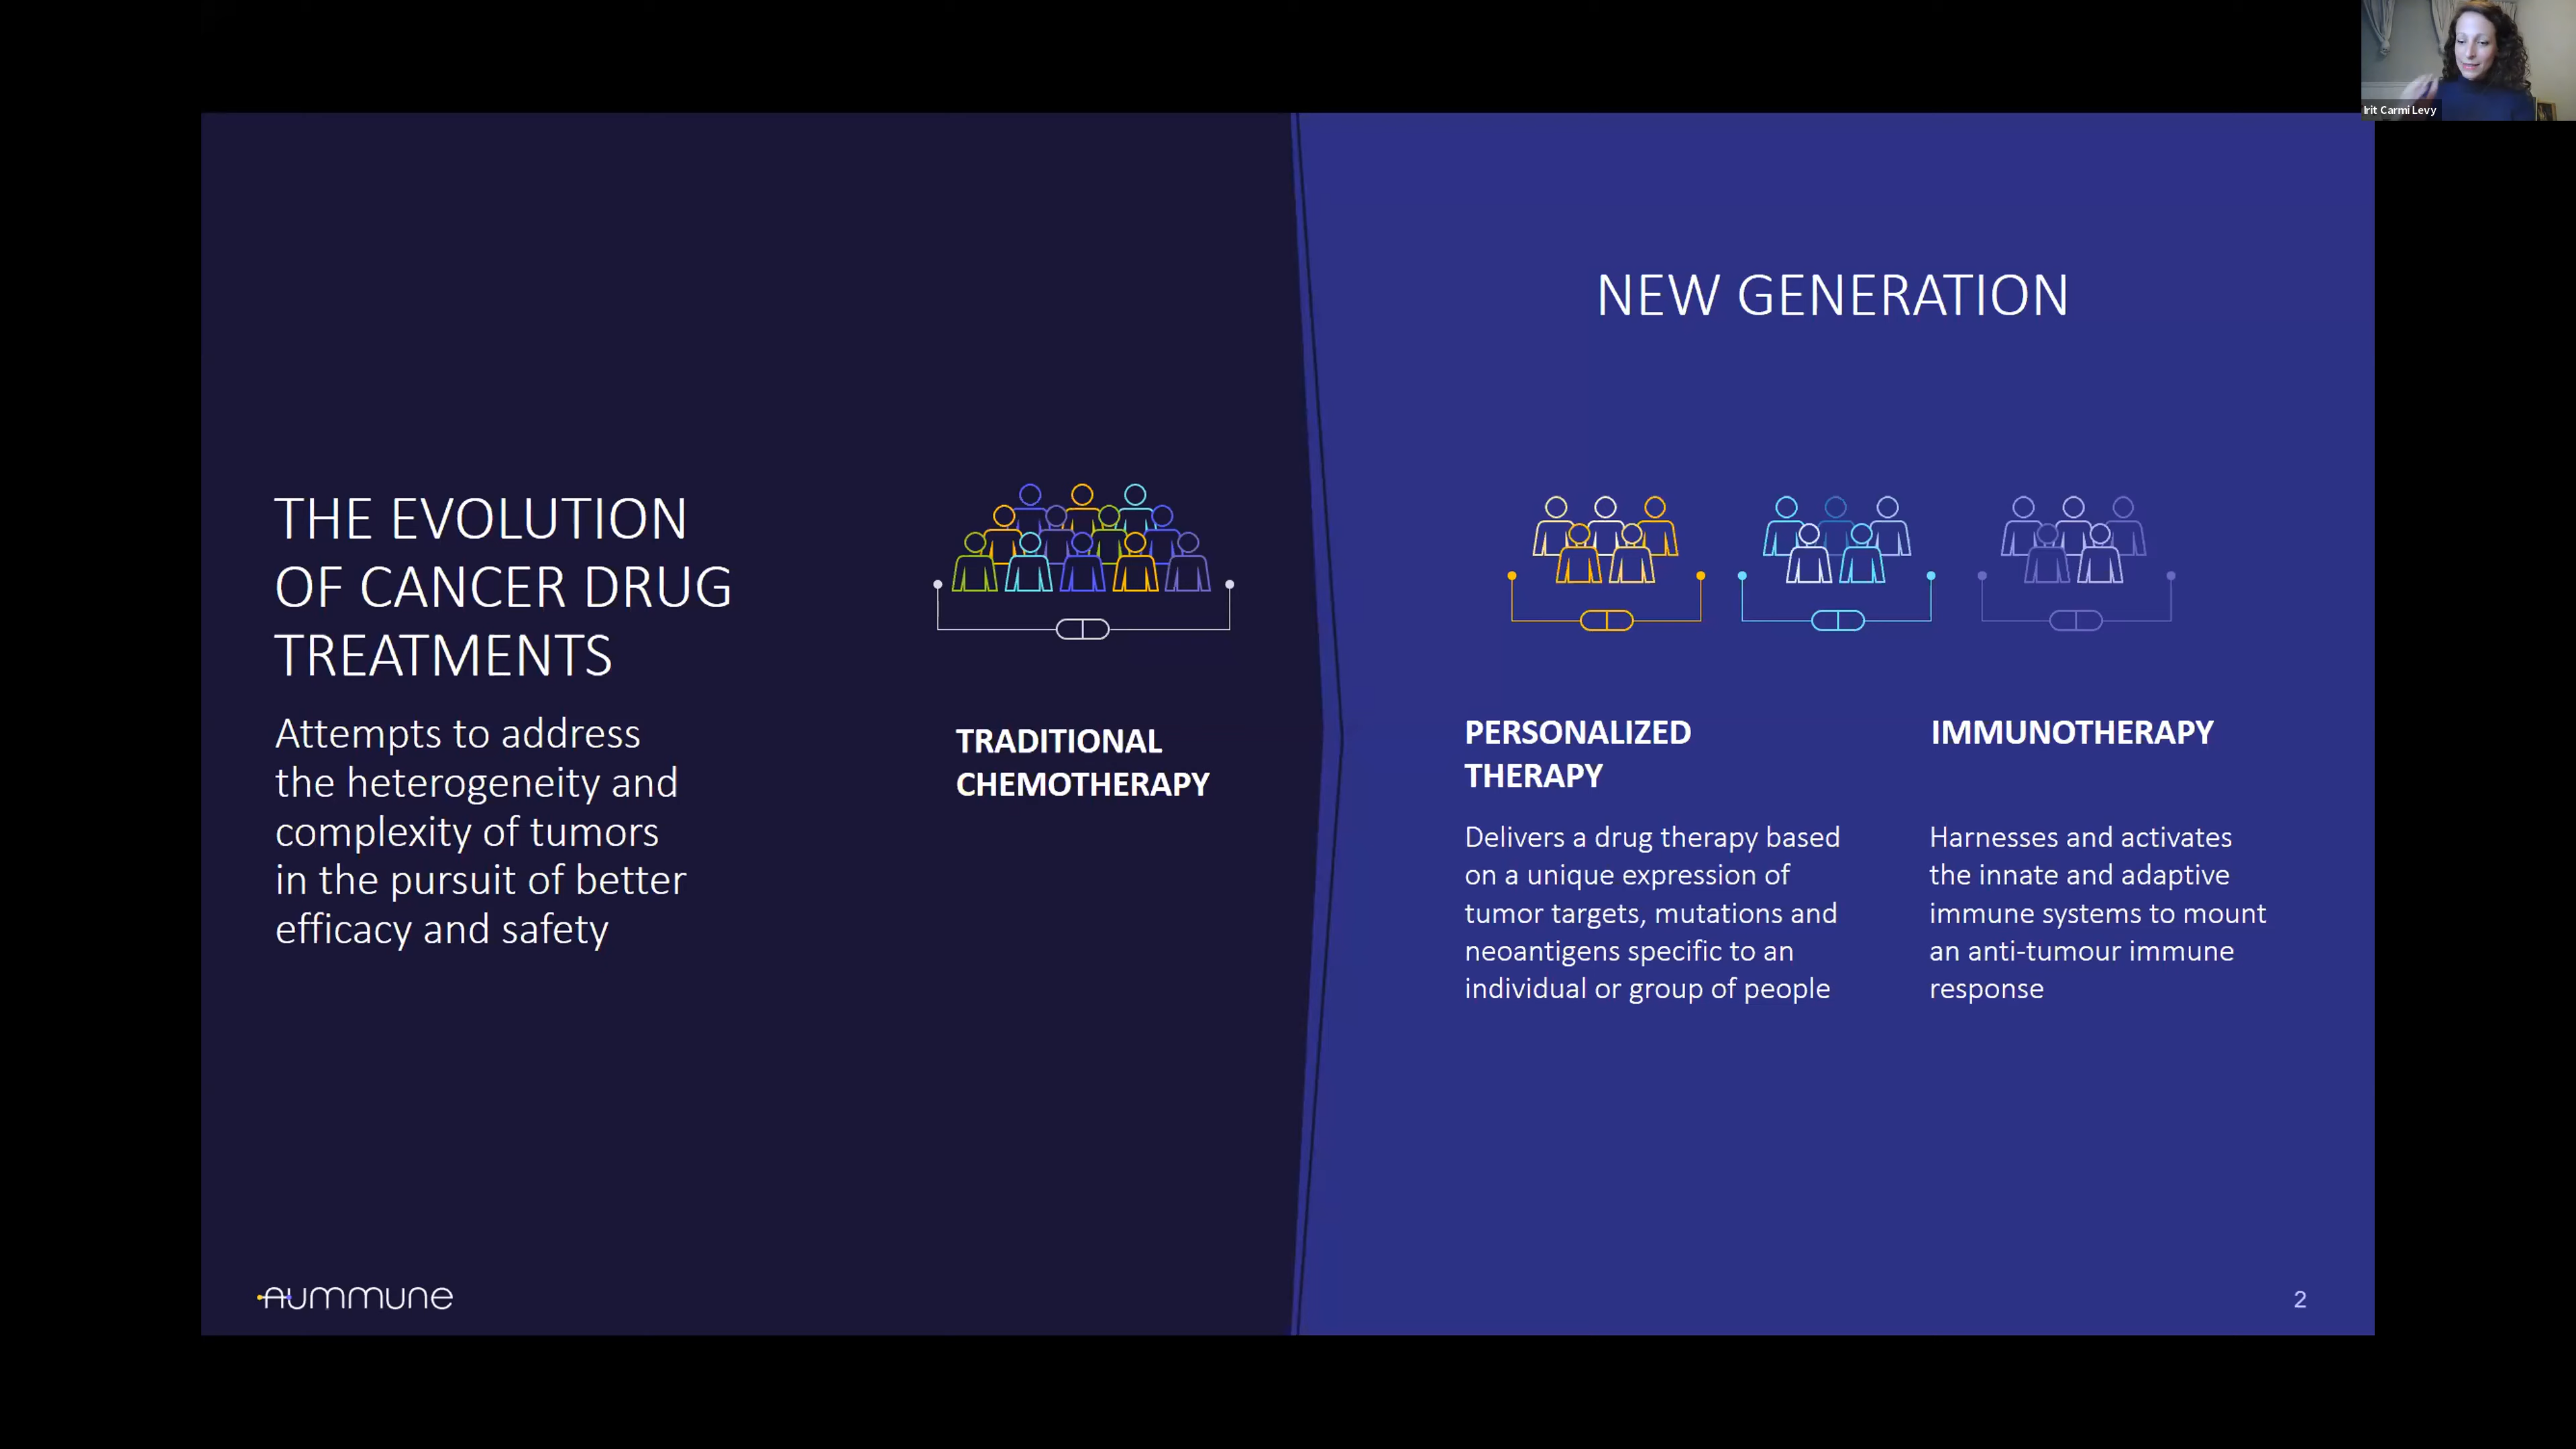 Irit Carmi Levy
THE EVOLUTION
OF CANCER DRUG
TREATMENTS
Attempts to address
the heterogeneity and
complexity of tumors
in the pursuit of better
efficacy and safety
TRADITIONAL
CHEMOTHERAPY
NEW GENERATION
PERSONALIZED
THERAPY
Delivers a drug therapy based
on a unique expression of
tumor targets, mutations and
neoantigens specific to an
individual or group of people
IMMUNOTHERAPY
Harnesses and activates
the innate and adaptive
immune systems to mount
an anti-tumour immune
response
Aummune
2